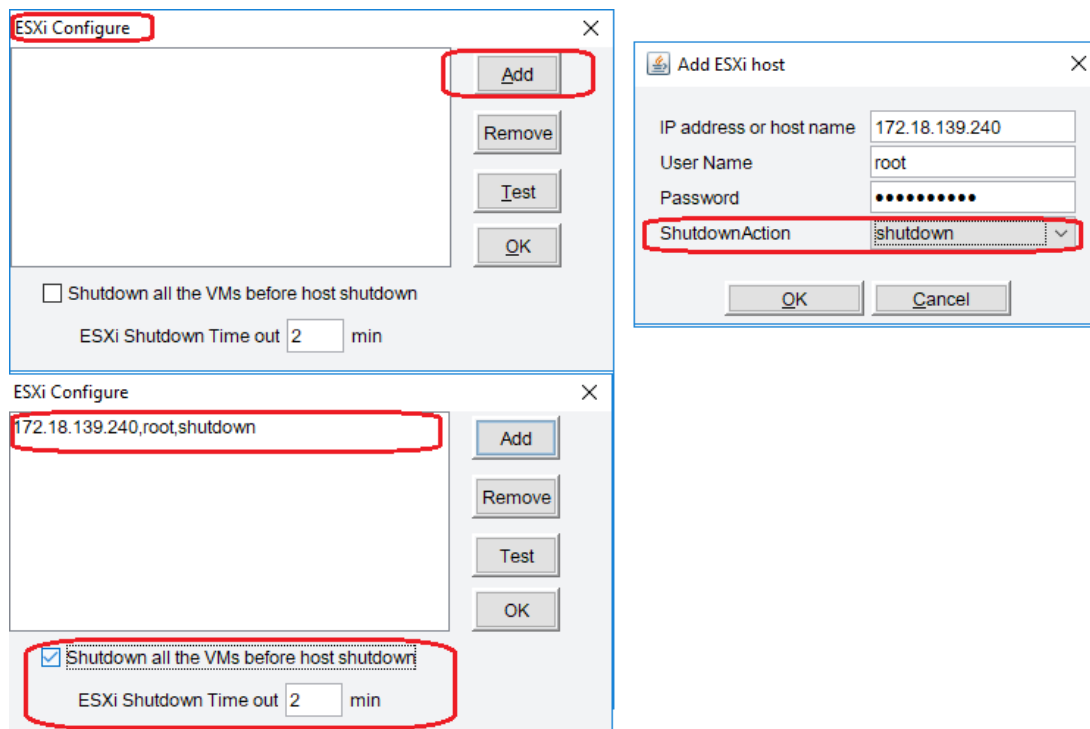 ESXi Configure
Add
Remove
Test
OK
Shutdown all the VMs before host shutdown
ESXi Shutdown Time out 2 min
Add ESXi host
IP address or host name 172.18.139.240
User Name root
Password ••••••••••
ShutdownAction shutdown
OK Cancel
ESXi Configure
172.18.139.240,root,shutdown
Add
Remove
Test
OK
Shutdown all the VMs before host shutdown
ESXi Shutdown Time out 2 min